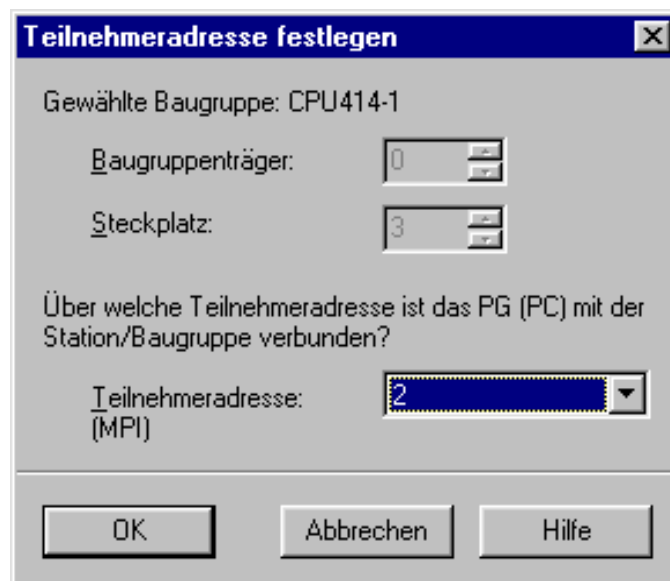 Teilnehmeradresse festlegen
Gewählte Baugruppe: CPU414-1
Baugruppenträger: 0
Steckplatz: 3
Über welche Teilnehmeradresse ist das PG (PC) mit der
Station/Baugruppe verbunden?
Teilnehmeradresse: 2
(MPI)
OK Abbrechen Hilfe